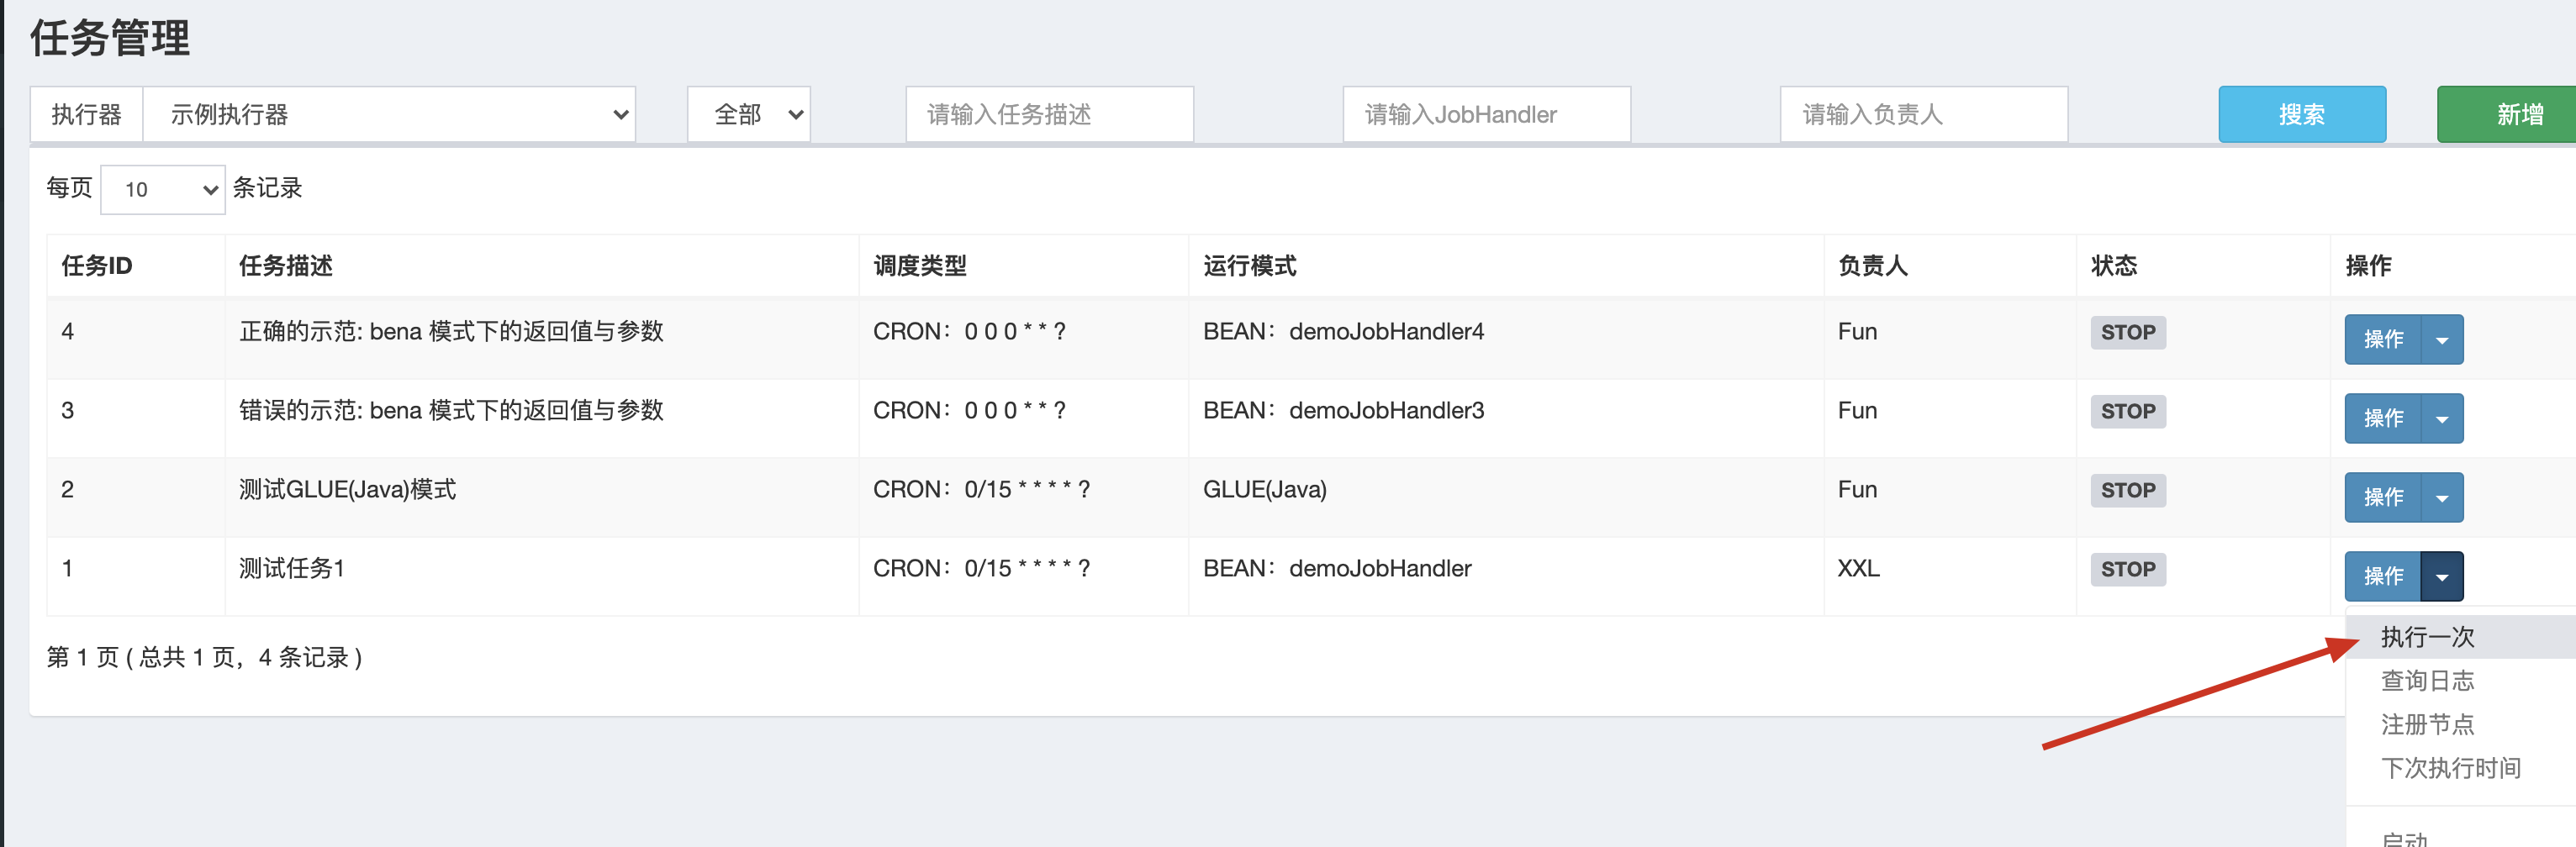 任务管理
执行器 示例执行器 全部 请输入任务描述 请输入JobHandler 请输入负责人 搜索 新增
每页 10 条记录
任务ID 任务描述 调度类型 运行模式 负责人 状态 操作
4 正确的示范: bena 模式下的返回值与参数 CRON：0 0 0 * * ? BEAN：demoJobHandler4 Fun STOP 操作
3 错误的示范: bena 模式下的返回值与参数 CRON：0 0 0 * * ? BEAN：demoJobHandler3 Fun STOP 操作
2 测试GLUE(Java)模式 CRON：0/15 * * * * ? GLUE(Java) Fun STOP 操作
1 测试任务1 CRON：0/15 * * * * ? BEAN：demoJobHandler XXL STOP 操作
第 1 页 ( 总共 1 页，4 条记录 )
执行一次
查询日志
注册节点
下次执行时间
启动